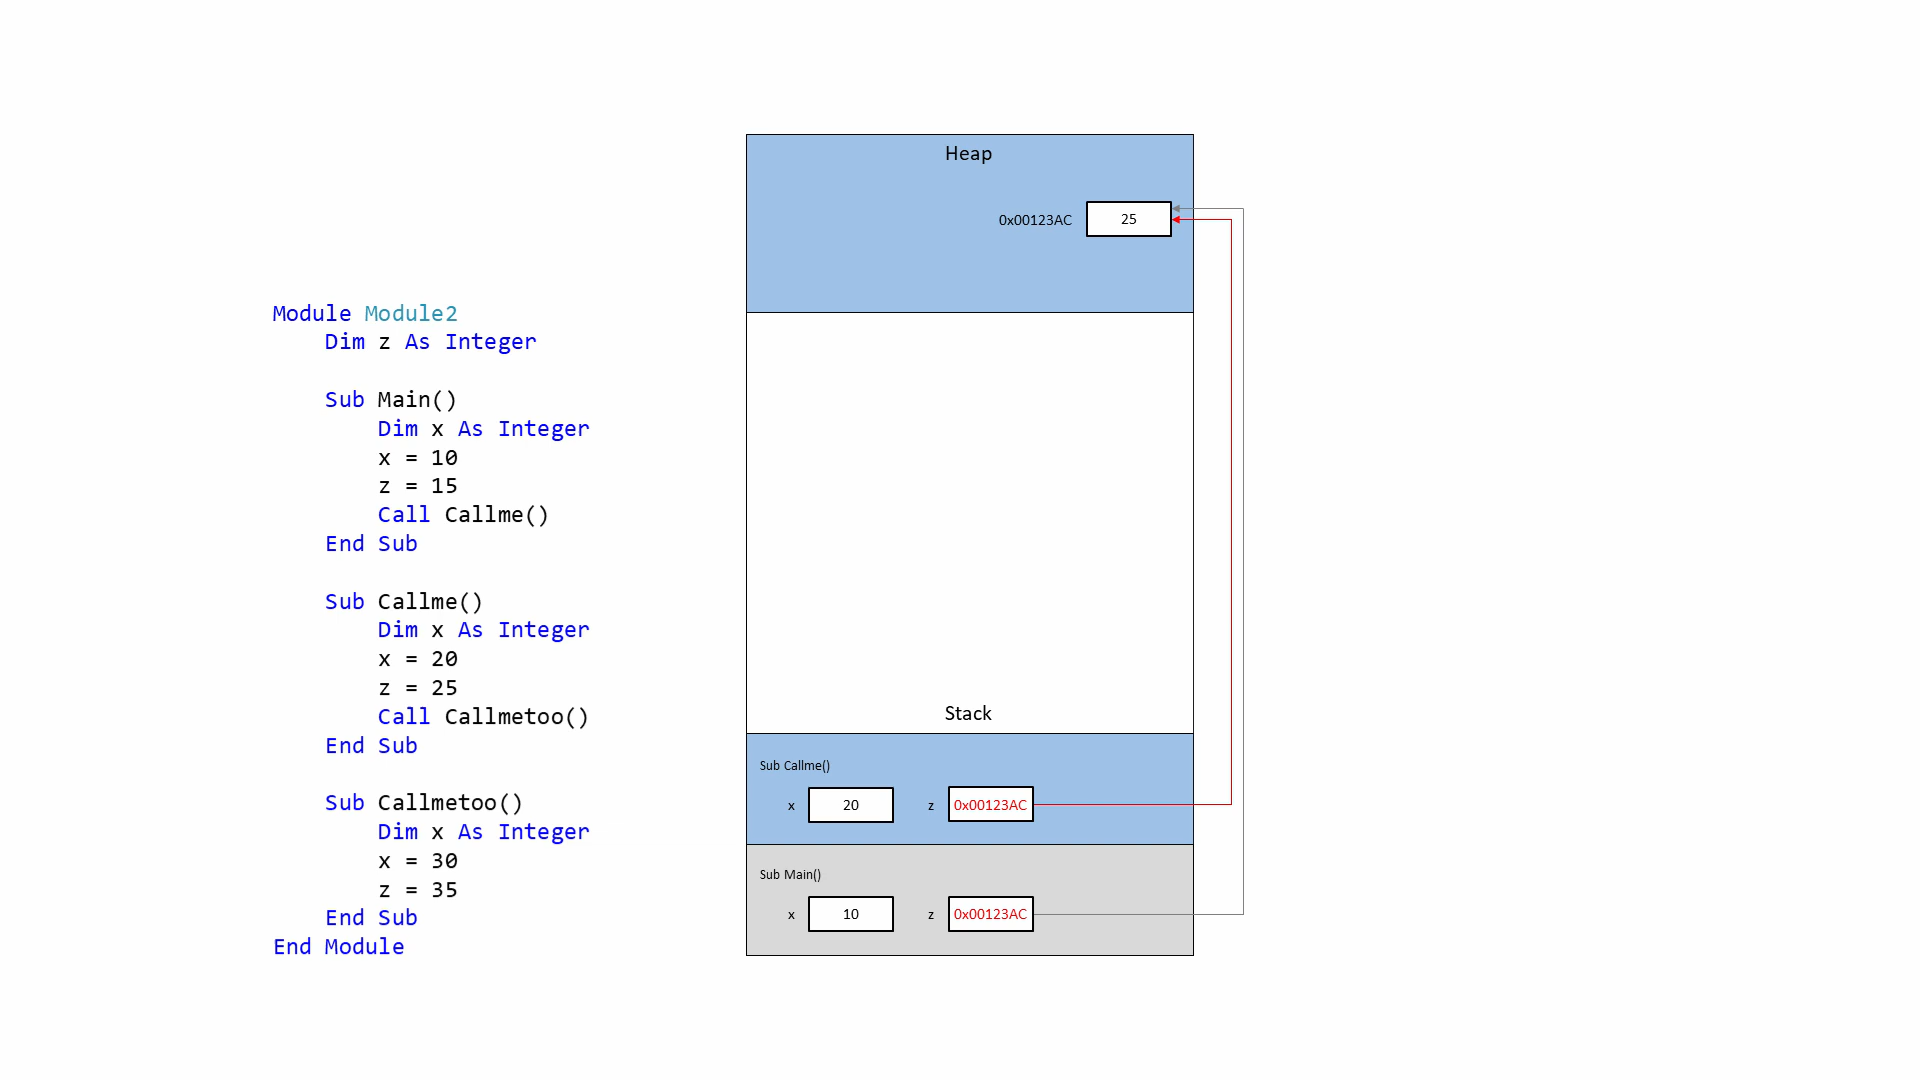 Module Module2
Dim z As Integer
Sub Main()
Dim x As Integer
x = 10
z = 15
Call Callme()
End Sub
Sub Callme()
Dim x As Integer
x = 20
z = 25
Call Callmetoo()
End Sub
Sub Callmetoo()
Dim x As Integer
x = 30
z = 35
End Sub
End Module
Heap
0x00123AC 25
Stack
Sub Callme()
x 20 z 0x00123AC
Sub Main()
x 10 z 0x00123AC